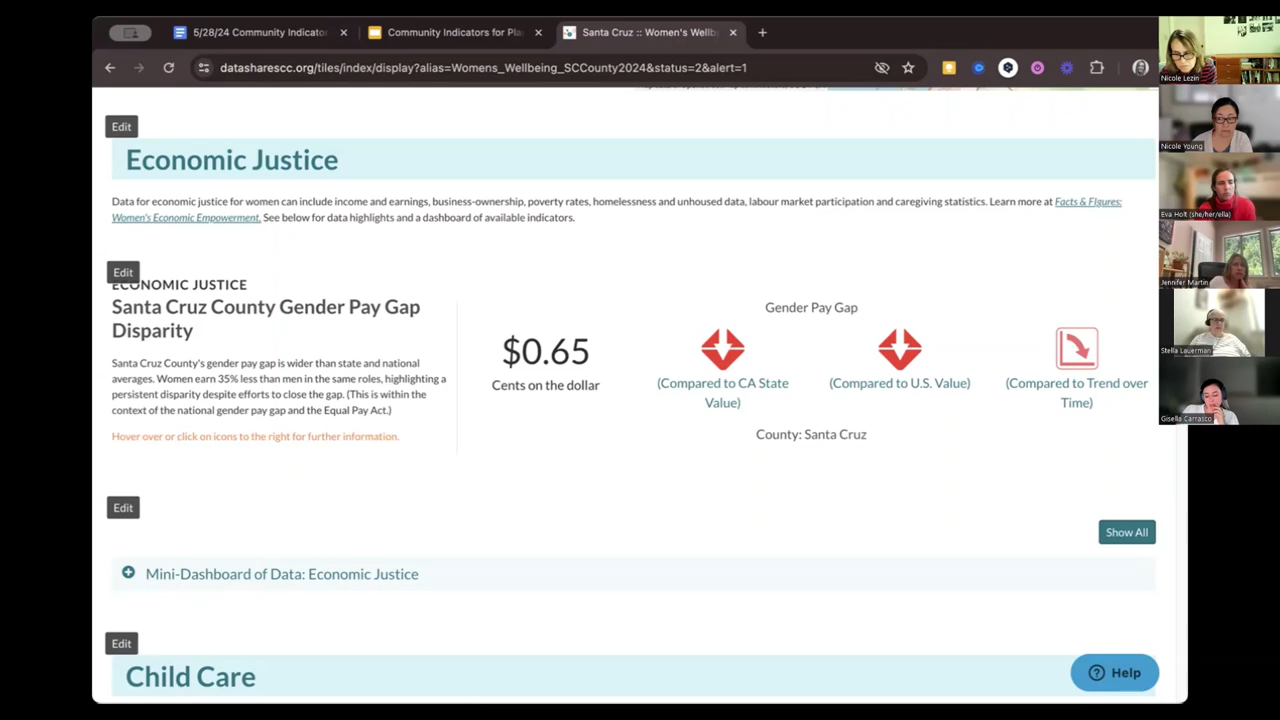 5/28/24 Community Indicator
Community Indicators for Pla
Santa Cruz :: Women's Wellb
datasharescc.org/tiles/index/display?alias=Womens_Wellbeing_SCCounty2024&status=2&alert=1
Edit
Economic Justice
Data for economic justice for women can include income and earnings, business-ownership, poverty rates, homelessness and unhoused data, labour market participation and caregiving statistics. Learn more at Facts & FIgures:
Women's Economic Empowerment. See below for data highlights and a dashboard of available indicators.
Edit
ECONOMIC JUSTICE
Santa Cruz County Gender Pay Gap
Disparity
Santa Cruz County's gender pay gap is wider than state and national
averages. Women earn 35% less than men in the same roles, highlighting a
persistent disparity despite efforts to close the gap. (This is within the
context of the national gender pay gap and the Equal Pay Act.)
Hover over or click on icons to the right for further information.
$0.65
Cents on the dollar
Gender Pay Gap
(Compared to CA State
Value)
(Compared to U.S. Value)
(Compared to Trend over
Time)
County: Santa Cruz
Edit
Show All
Mini-Dashboard of Data: Economic Justice
Edit
Child Care
Help
Nicole Lezin
Nicole Young
Eva Holt (she/her/ella)
Jennifer Martin
Stella Lauerman
Gisella Carrasco